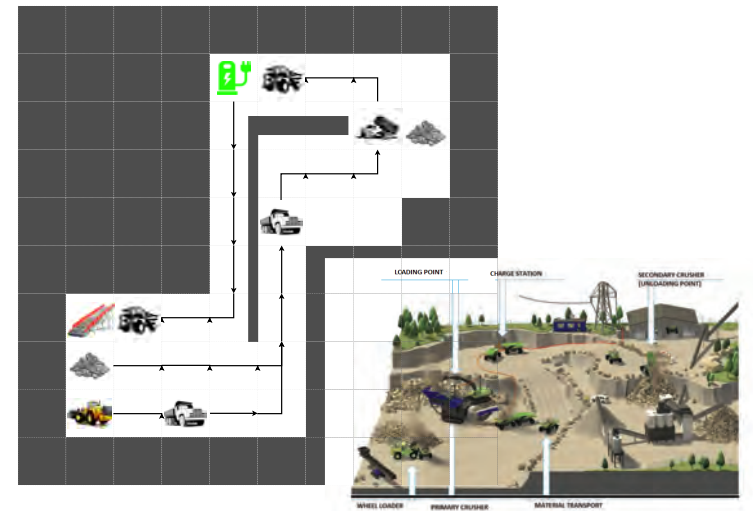 LOADING POINT
CHARGE STATION
SECONDARY CRUSHER
(UNLOADING POINT)
WHEEL LOADER
PRIMARY CRUSHER
MATERIAL TRANSPORT